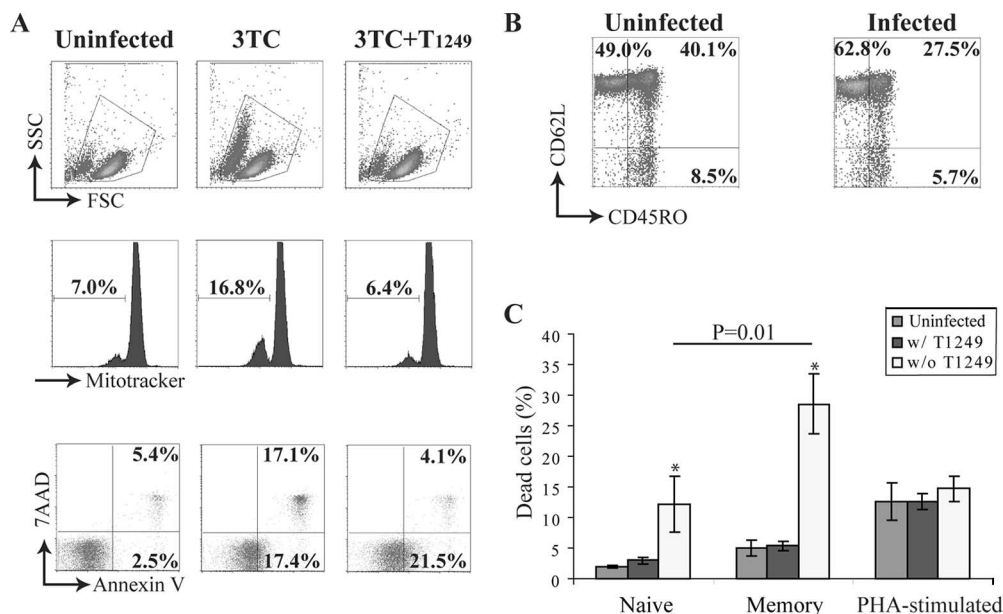 A
Uninfected 3TC 3TC+T1249
SSC
FSC
7.0% 16.8% 6.4%
Mitotracker
5.4% 17.1% 4.1%
7AAD
2.5% 17.4% 21.5%
Annexin V
B
Uninfected Infected
49.0% 40.1% 62.8% 27.5%
CD62L
8.5% 5.7%
CD45RO
C
Uninfected
w/ T1249
w/o T1249
P=0.01
* *
Dead cells (%)
40
35
30
25
20
15
10
5
0
Naive Memory PHA-stimulated